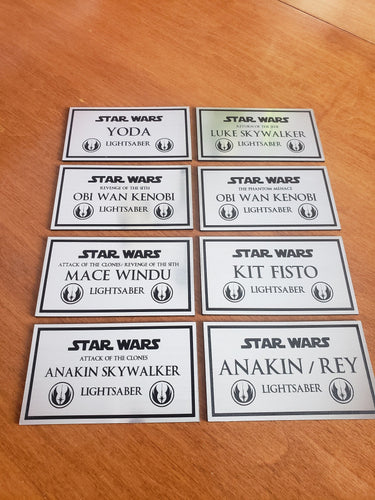 STAR WARS
YODA
LIGHTSABER
STAR WARS
RETURN OF THE JEDI
LUKE SKYWALKER
LIGHTSABER
STAR WARS
REVENGE OF THE SITH
OBI WAN KENOBI
LIGHTSABER
STAR WARS
THE PHANTOM MENACE
OBI WAN KENOBI
LIGHTSABER
STAR WARS
ATTACK OF THE CLONES/REVENGE OF THE SITH
MACE WINDU
LIGHTSABER
STAR WARS
KIT FISTO
LIGHTSABER
STAR WARS
ATTACK OF THE CLONES
ANAKIN SKYWALKER
LIGHTSABER
STAR WARS
ANAKIN / REY
LIGHTSABER